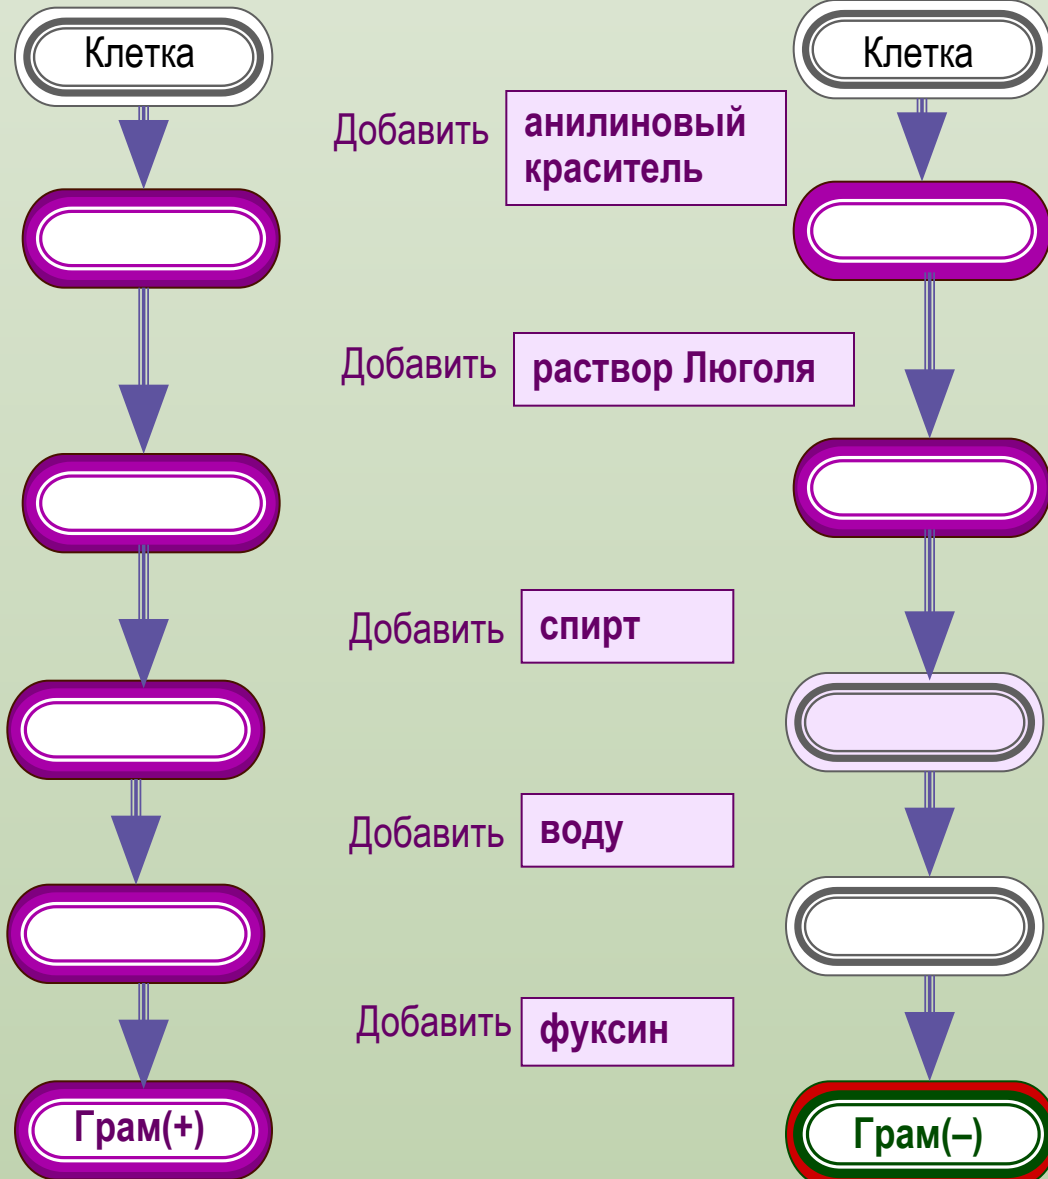 Клетка
Клетка
Добавить
анилиновый
краситель
Добавить
раствор Люголя
Добавить
спирт
Добавить
воду
Добавить
фуксин
Грам(+)
Грам(–)